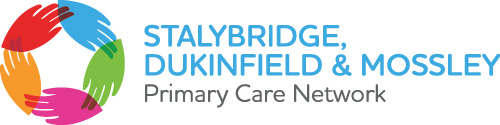 STALYBRIDGE,
DUKINFIELD & MOSSLEY
Primary Care Network